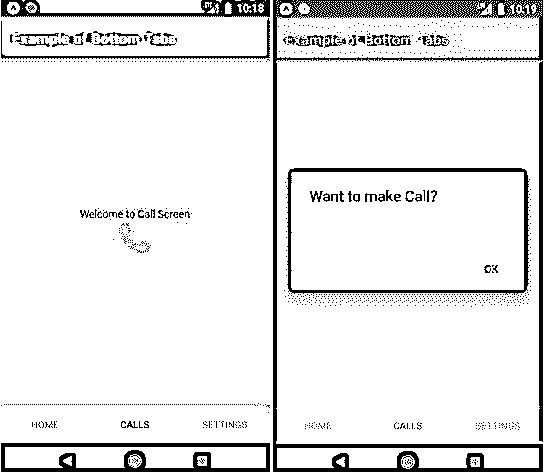 10:18
Example of Bottom Tabs
Welcome to Call Screen
HOME CALLS SETTINGS
10:19
Example of Bottom Tabs
Want to make Call?
OK
HOME CALLS SETTINGS